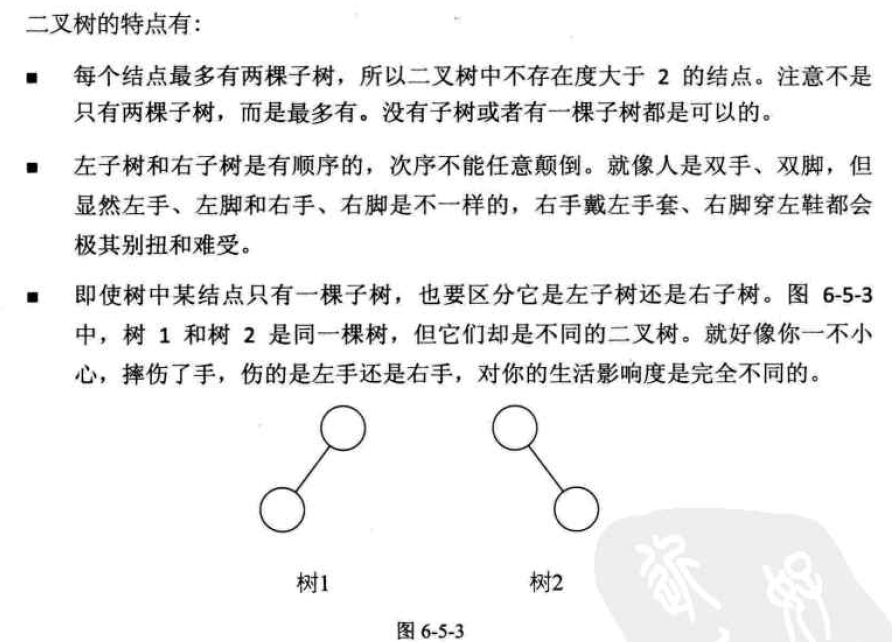 二叉树的特点有:
■ 每个结点最多有两棵子树，所以二叉树中不存在度大于 2 的结点。注意不是
只有两棵子树，而是最多有。没有子树或者有一棵子树都是可以的。
■ 左子树和右子树是有顺序的，次序不能任意颠倒。就像人是双手、双脚，但
显然左手、左脚和右手、右脚是不一样的，右手戴左手套、右脚穿左鞋都会
极其别扭和难受。
■ 即使树中某结点只有一棵子树，也要区分它是左子树还是右子树。图 6-5-3
中，树 1 和树 2 是同一棵树，但它们却是不同的二叉树。就好像你一不小
心，摔伤了手，伤的是左手还是右手，对你的生活影响度是完全不同的。
树1 树2
图 6-5-3